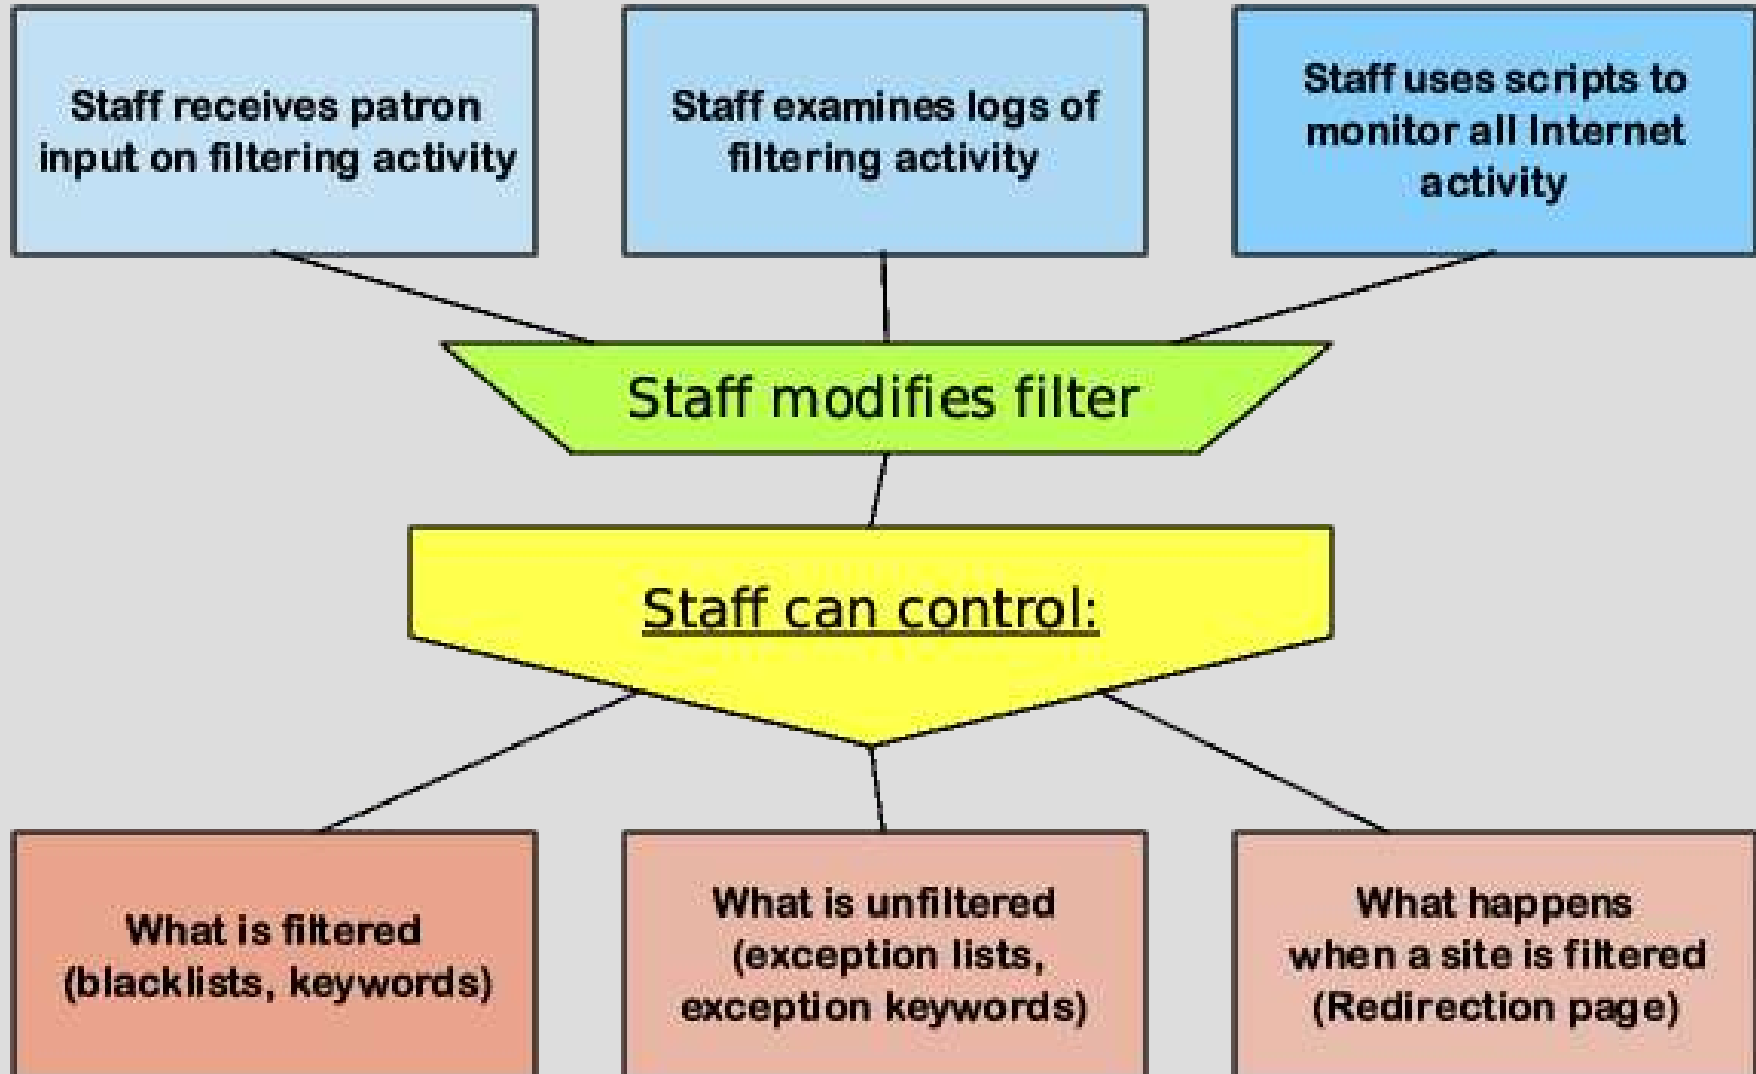 Staff receives patron
input on filtering activity
Staff examines logs of
filtering activity
Staff uses scripts to
monitor all Internet
activity
Staff modifies filter
Staff can control:
What is filtered
(blacklists, keywords)
What is unfiltered
(exception lists,
exception keywords)
What happens
when a site is filtered
(Redirection page)